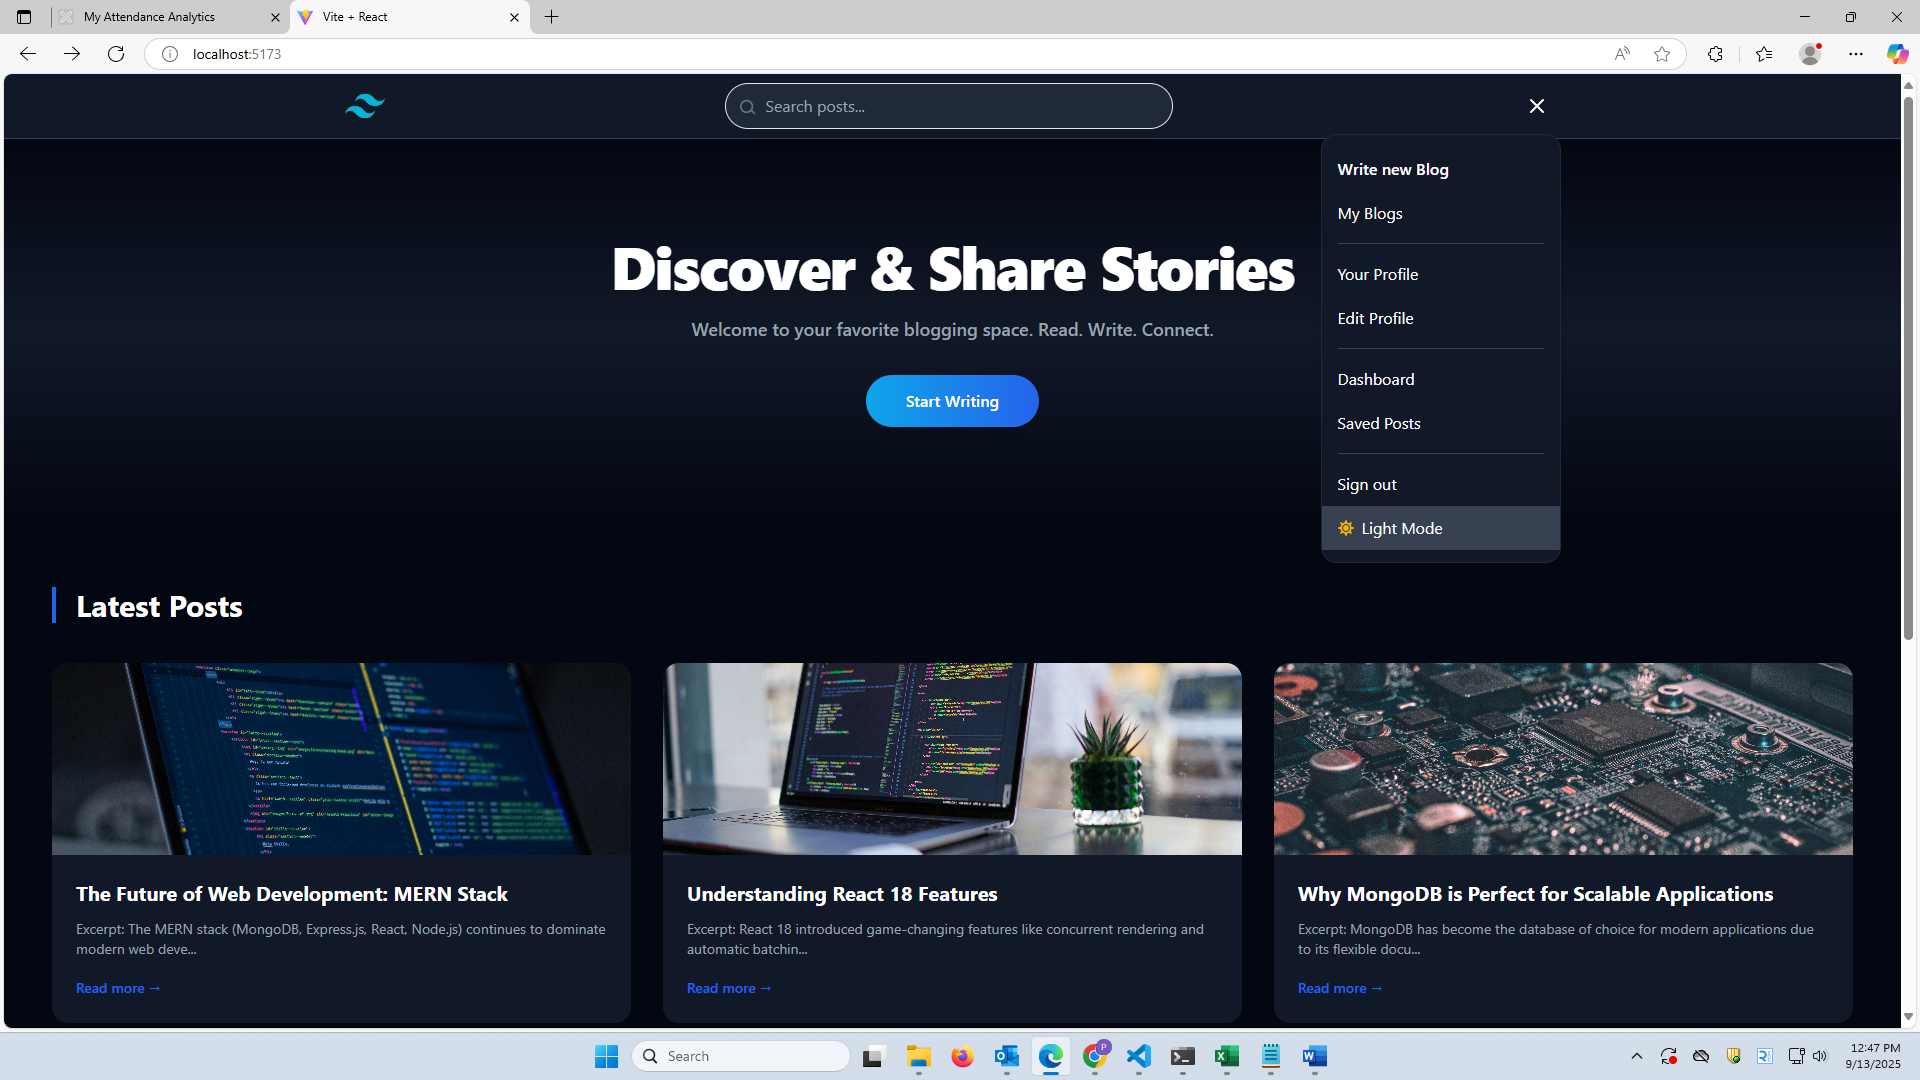 My Attendance Analytics
Vite + React
localhost:5173
Search posts...
Write new Blog
My Blogs
Your Profile
Edit Profile
Dashboard
Saved Posts
Sign out
Light Mode
Discover & Share Stories
Welcome to your favorite blogging space. Read. Write. Connect.
Start Writing
Latest Posts
The Future of Web Development: MERN Stack
Excerpt: The MERN stack (MongoDB, Express.js, React, Node.js) continues to dominate
modern web deve...
Read more →
Understanding React 18 Features
Excerpt: React 18 introduced game-changing features like concurrent rendering and
automatic batchin...
Read more →
Why MongoDB is Perfect for Scalable Applications
Excerpt: MongoDB has become the database of choice for modern applications due
to its flexible docu...
Read more →
Search
P
12:47 PM
9/13/2025